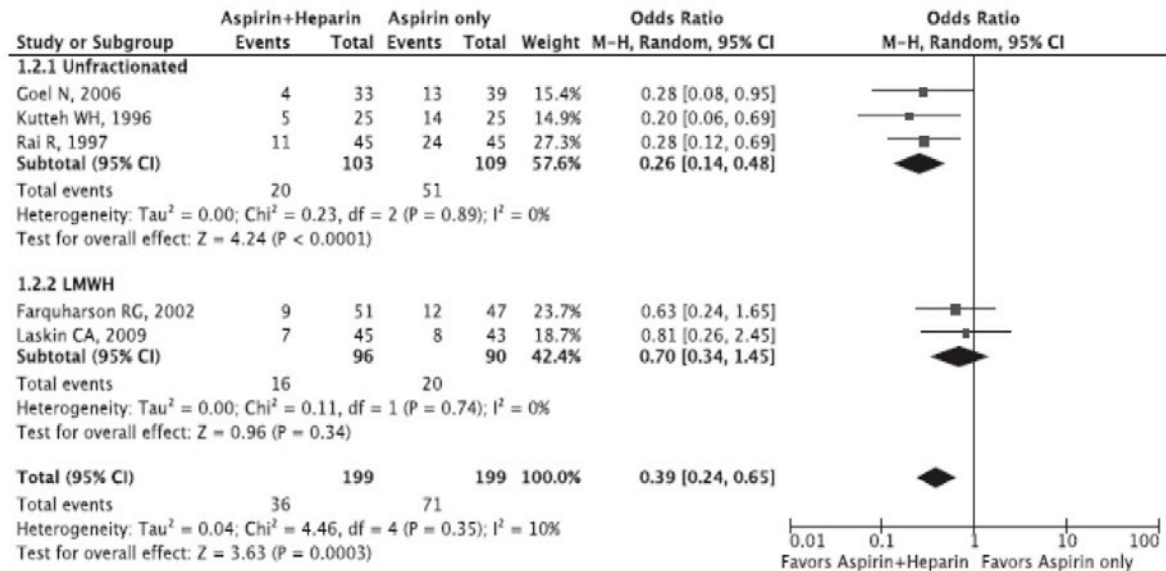 Aspirin+Heparin Aspirin only Odds Ratio Odds Ratio
Study or Subgroup Events Total Events Total Weight M-H, Random, 95% CI M-H, Random, 95% CI
1.2.1 Unfractionated
Goel N, 2006 4 33 13 39 15.4% 0.28 [0.08, 0.95]
Kutteh WH, 1996 5 25 14 25 14.9% 0.20 [0.06, 0.69]
Rai R, 1997 11 45 24 45 27.3% 0.28 [0.12, 0.69]
Subtotal (95% CI) 103 109 57.6% 0.26 [0.14, 0.48]
Total events 20 51
Heterogeneity: Tau² = 0.00; Chi² = 0.23, df = 2 (P = 0.89); I² = 0%
Test for overall effect: Z = 4.24 (P < 0.0001)
1.2.2 LMWH
Farquharson RG, 2002 9 51 12 47 23.7% 0.63 [0.24, 1.65]
Laskin CA, 2009 7 45 8 43 18.7% 0.81 [0.26, 2.45]
Subtotal (95% CI) 96 90 42.4% 0.70 [0.34, 1.45]
Total events 16 20
Heterogeneity: Tau² = 0.00; Chi² = 0.11, df = 1 (P = 0.74); I² = 0%
Test for overall effect: Z = 0.96 (P = 0.34)
Total (95% CI) 199 199 100.0% 0.39 [0.24, 0.65]
Total events 36 71
Heterogeneity: Tau² = 0.04; Chi² = 4.46, df = 4 (P = 0.35); I² = 10%
Test for overall effect: Z = 3.63 (P = 0.0003)
0.01 0.1 1 10 100
Favors Aspirin+Heparin Favors Aspirin only